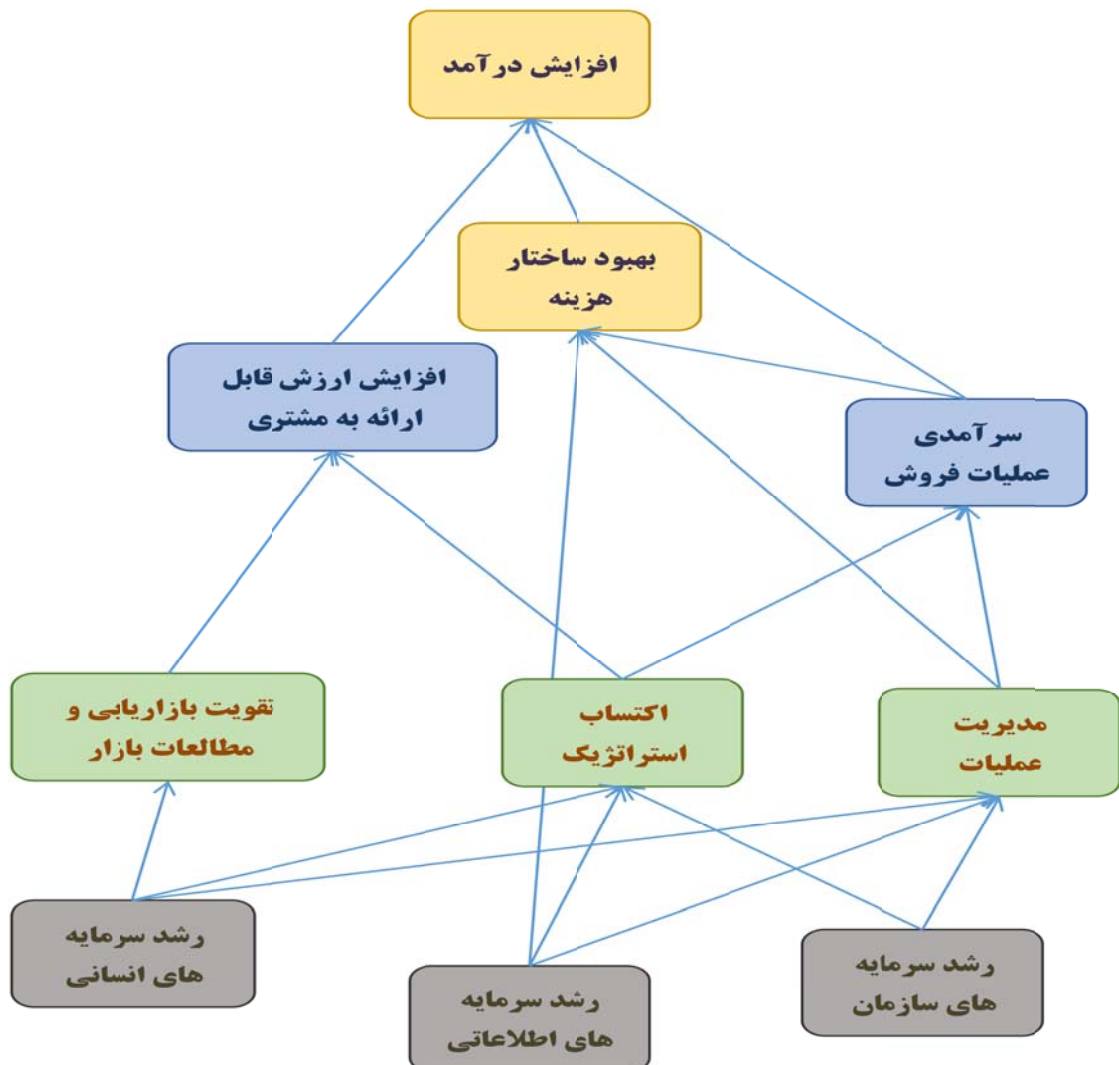 افزایش درآمد
بهبود ساختار
هزینه
افزایش ارزش قابل
ارائه به مشتری
سرآمدی
عملیات فروش
تقویت بازاریابی و
مطالعات بازار
اکتساب
استراتژیک
مدیریت
عملیات
رشد سرمایه
های انسانی
رشد سرمایه
های اطلاعاتی
رشد سرمایه
های سازمان